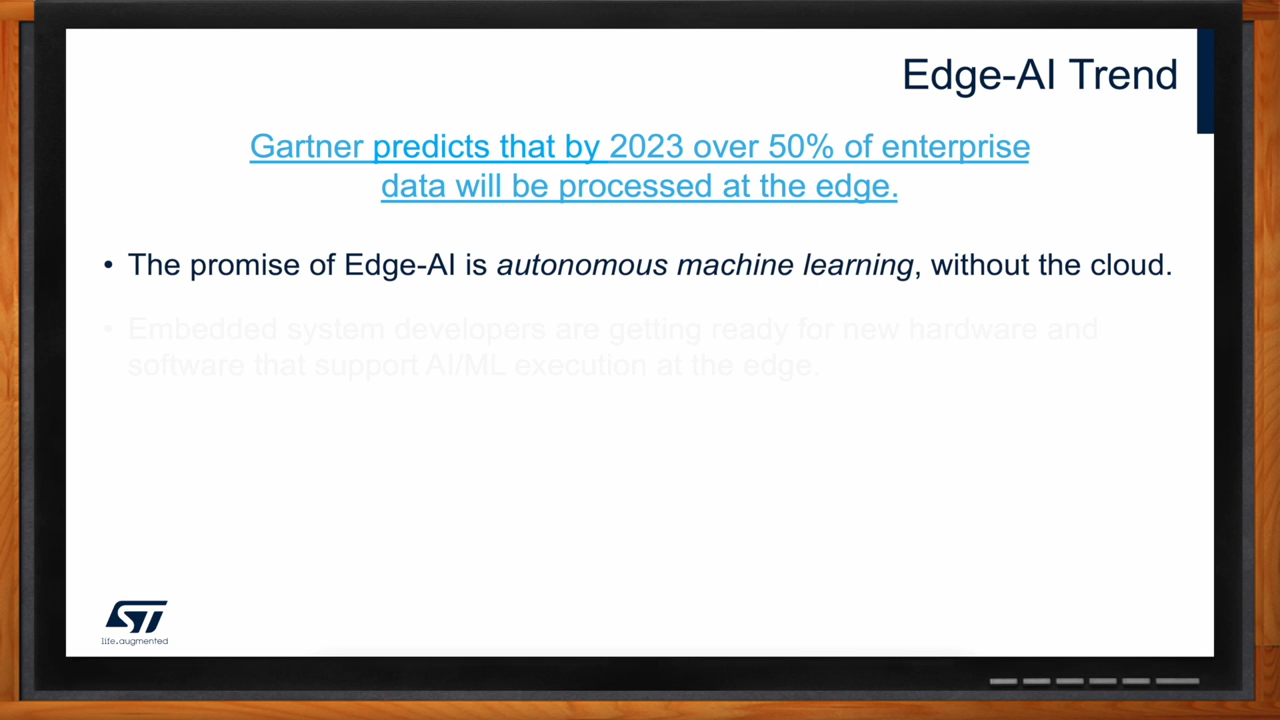 Edge-AI Trend
Gartner predicts that by 2023 over 50% of enterprise
data will be processed at the edge.
• The promise of Edge-AI is autonomous machine learning, without the cloud.
• Embedded system developers are getting ready for new hardware and
software that support AI/ML execution at the edge.
ST
life.augmented